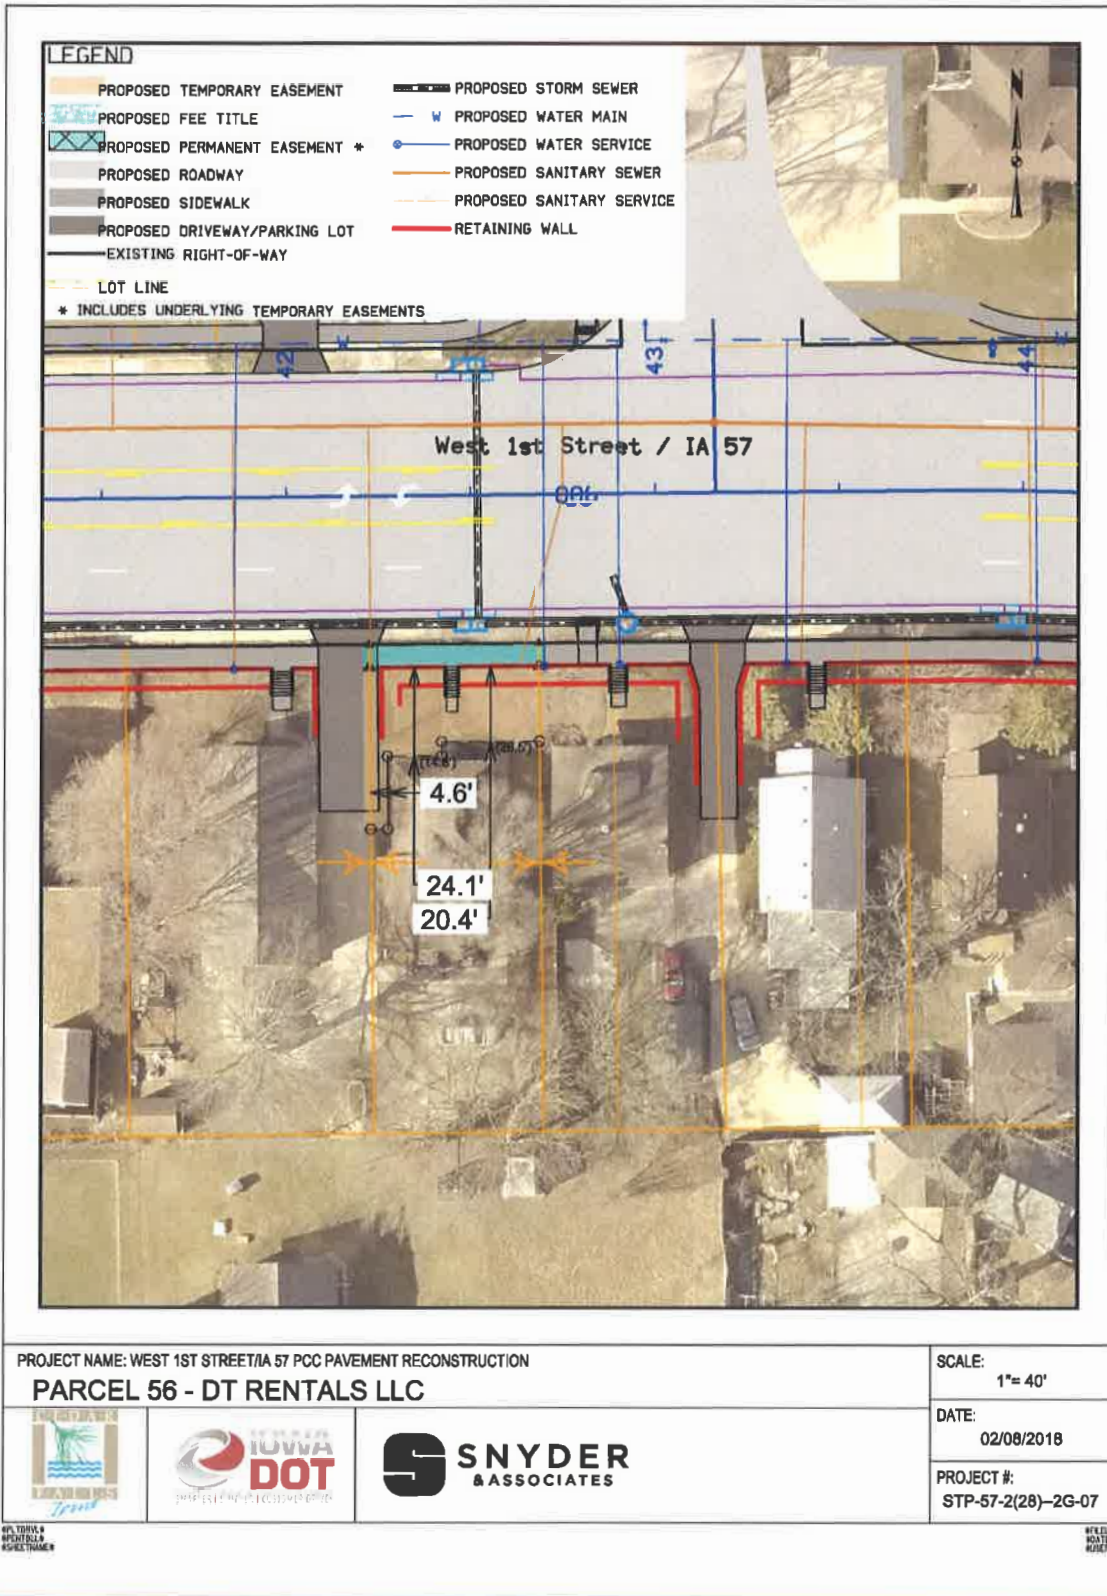 LEGEND
PROPOSED TEMPORARY EASEMENT
PROPOSED FEE TITLE
PROPOSED PERMANENT EASEMENT *
PROPOSED ROADWAY
PROPOSED SIDEWALK
PROPOSED DRIVEWAY/PARKING LOT
EXISTING RIGHT-OF-WAY
LOT LINE
* INCLUDES UNDERLYING TEMPORARY EASEMENTS
PROPOSED STORM SEWER
W PROPOSED WATER MAIN
PROPOSED WATER SERVICE
PROPOSED SANITARY SEWER
PROPOSED SANITARY SERVICE
RETAINING WALL
N
W
42
43
44
West 1st Street / IA 57
4.6'
24.1'
20.4'
PROJECT NAME: WEST 1ST STREET/IA 57 PCC PAVEMENT RECONSTRUCTION
PARCEL 56 - DT RENTALS LLC
SCALE:
1"= 40'
DATE:
02/08/2018
PROJECT #:
STP-57-2(28)--2G-07
CEDAR
FALLS
IOWA
DOT
SNYDER
& ASSOCIATES